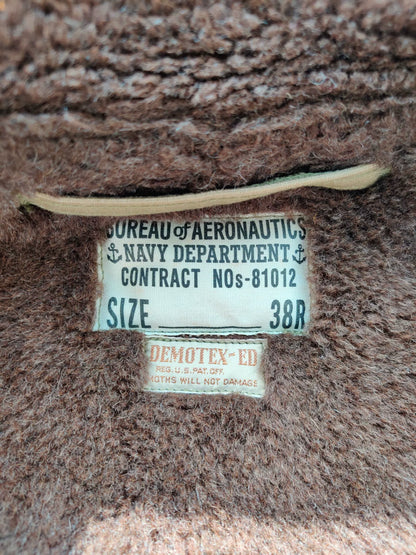 BUREAU of AERONAUTICS
NAVY DEPARTMENT
CONTRACT NOs-81012
SIZE ________ 38R
DEMOTEX-ED
REG. U.S. PAT. OFF.
MOTHS WILL NOT DAMAGE